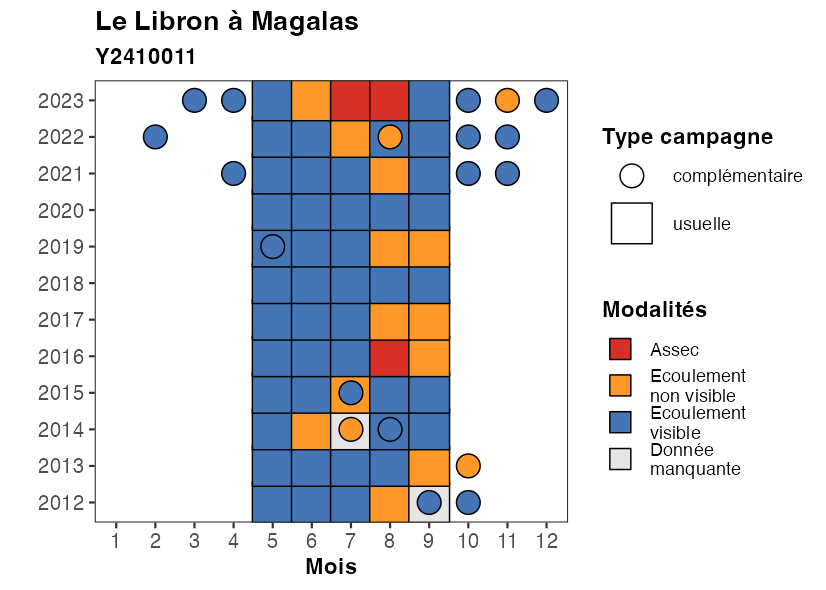 Le Libron à Magalas
Y2410011
2023
2022
2021
2020
2019
2018
2017
2016
2015
2014
2013
2012
1 2 3 4 5 6 7 8 9 10 11 12
Mois
Type campagne
complémentaire
usuelle
Modalités
Assec
Ecoulement
non visible
Ecoulement
visible
Donnée
manquante